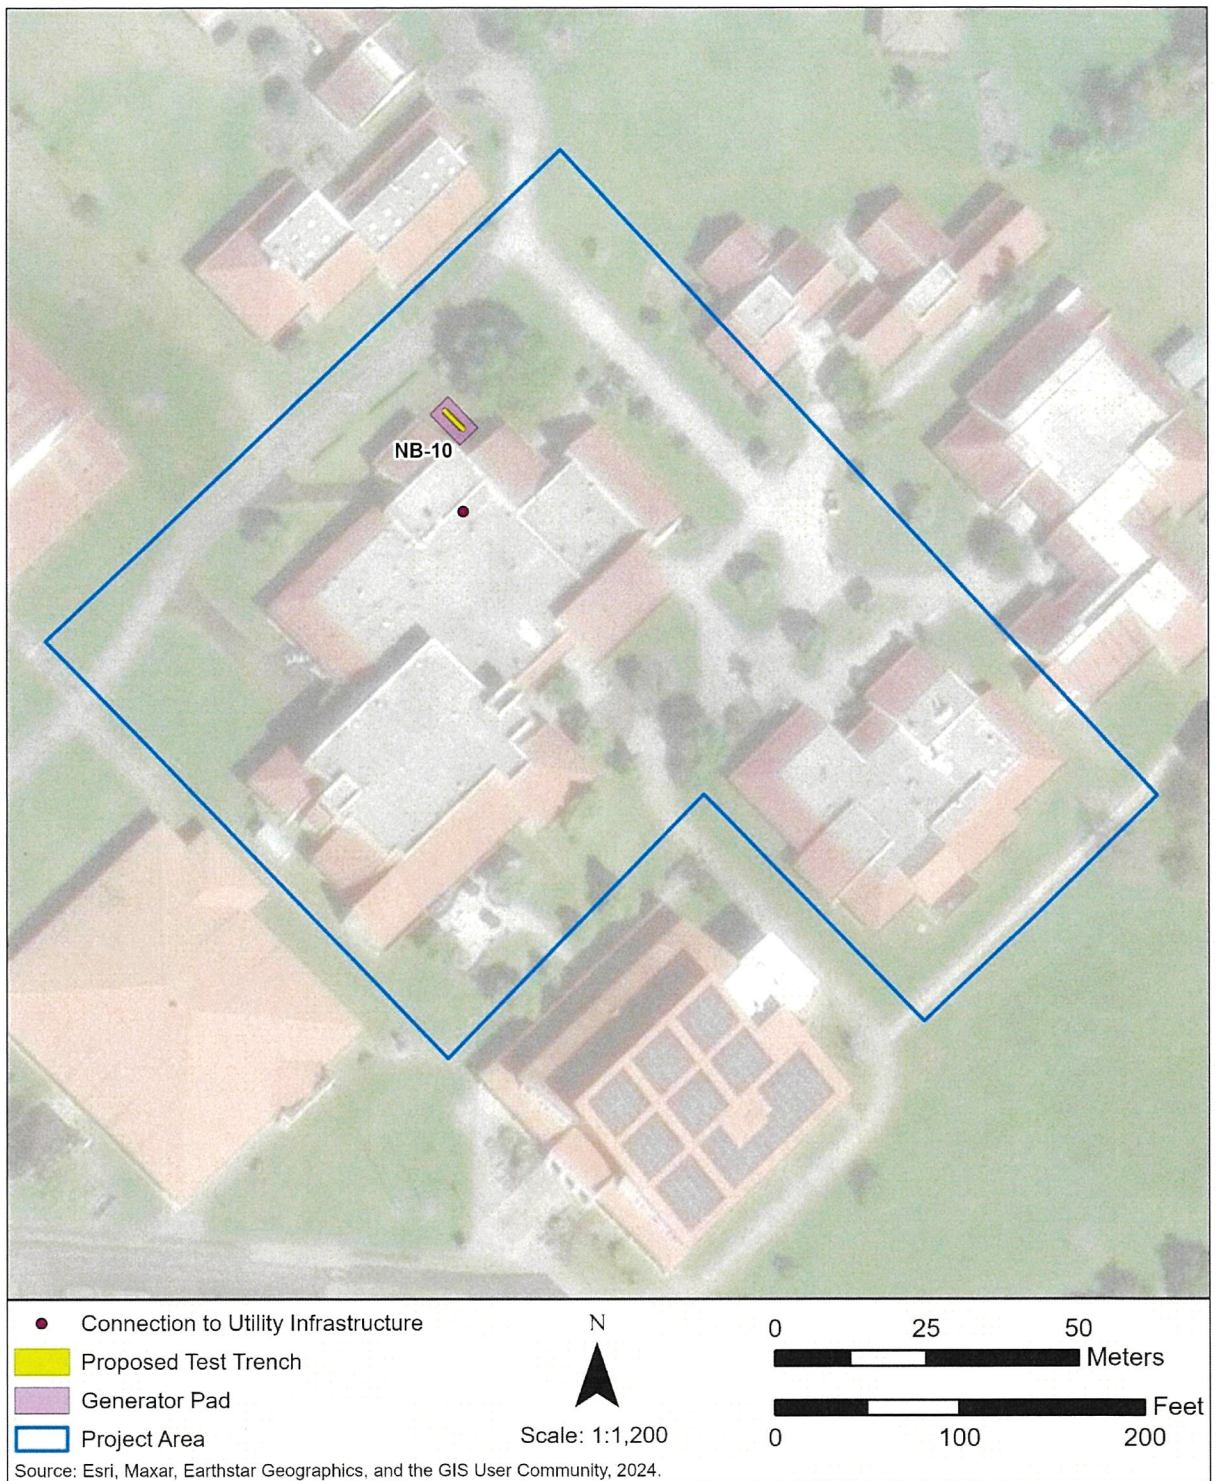 NB-10
Connection to Utility Infrastructure
Proposed Test Trench
Generator Pad
Project Area
N
Scale: 1:1,200
0 25 50
Meters
Feet
0 100 200
Source: Esri, Maxar, Earthstar Geographics, and the GIS User Community, 2024.